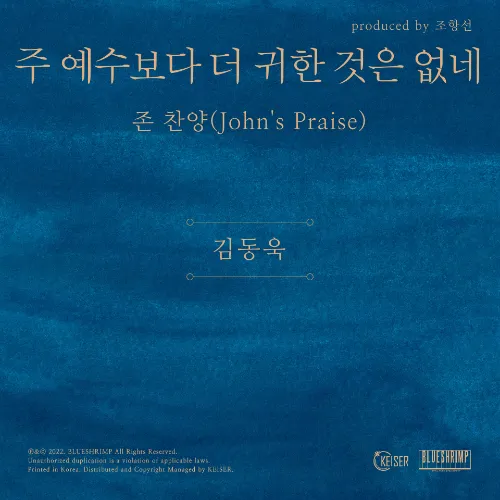 produced by 조항선
주 예수보다 더 귀한 것은 없네
존 찬양(John's Praise)
김동욱
ⓟ&ⓒ 2022. BLUESHRIMP All Rights Reserved.
Unauthorized duplication is a violation of applicable laws.
Printed in Korea. Distributed and Copyright Managed by KEISER.
KEISER
BLUESHRIMP